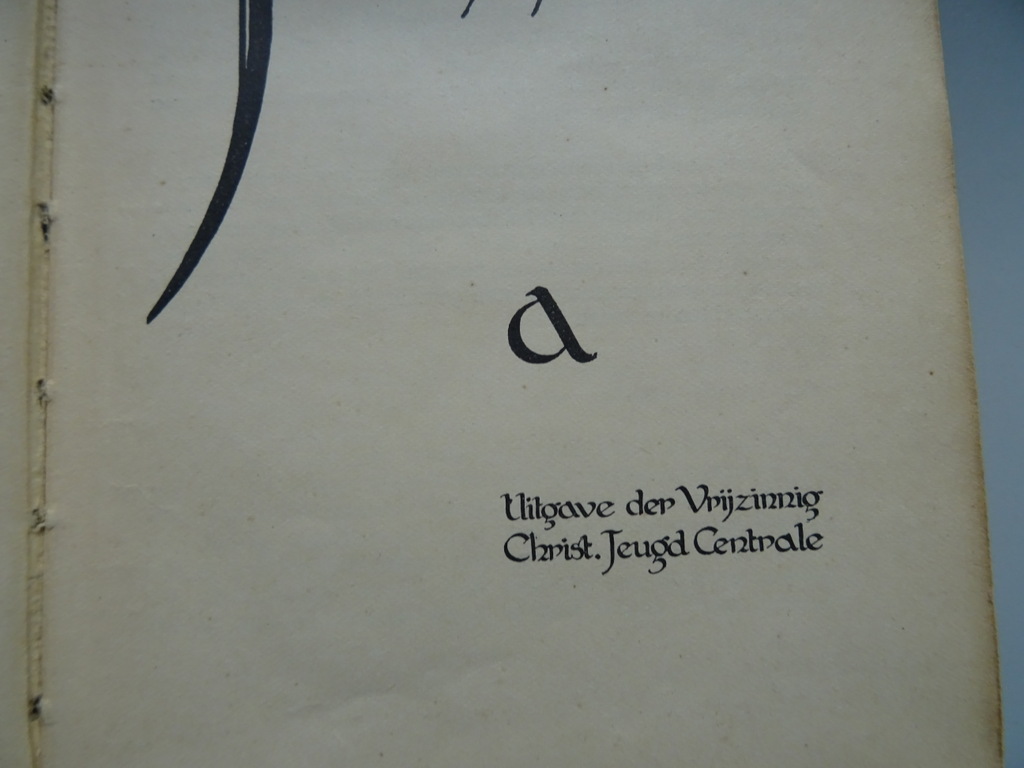 a
Uitgave der Vrijzinnig
Christ. Jeugd Centrale